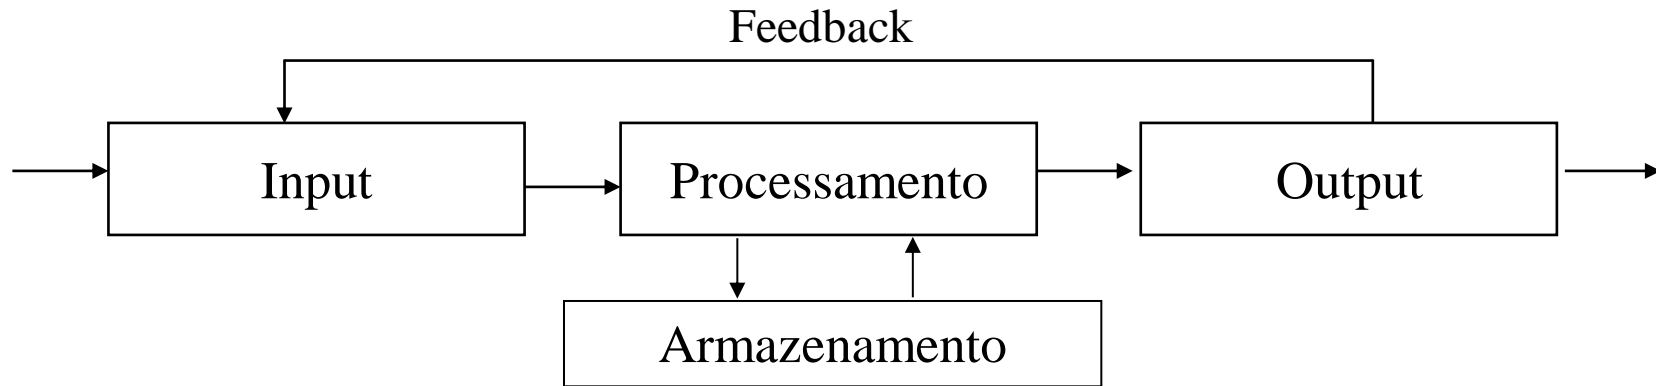 Feedback
Input
Processamento
Output
Armazenamento